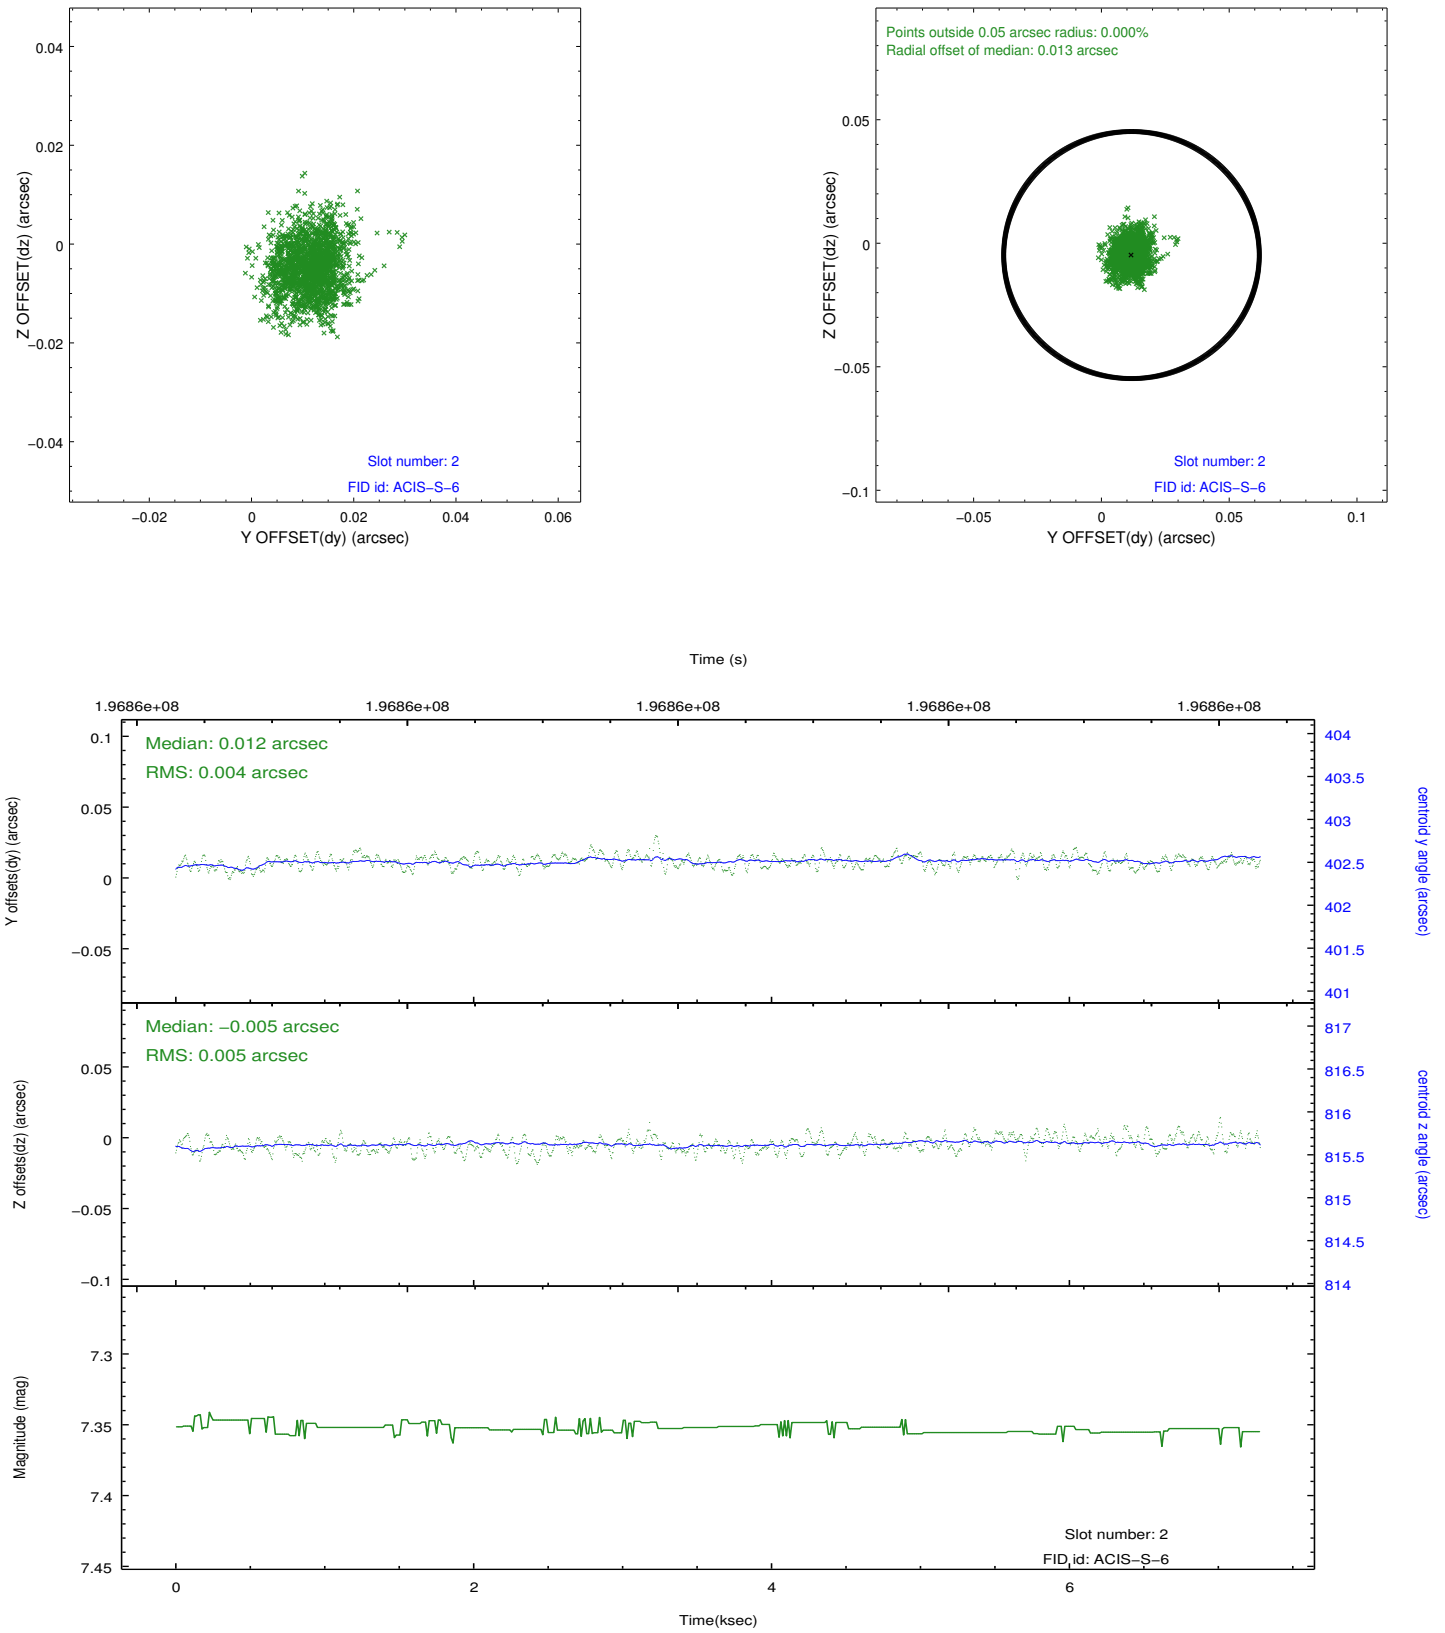 0.04
0.02
0
−0.02
−0.04
Z OFFSET(dz) (arcsec)
Slot number: 2
FID id: ACIS−S−6
−0.02 0 0.02 0.04 0.06
Y OFFSET(dy) (arcsec)
Points outside 0.05 arcsec radius: 0.000%
Radial offset of median: 0.013 arcsec
0.05
0
−0.05
−0.1
Z OFFSET(dz) (arcsec)
Slot number: 2
FID id: ACIS−S−6
−0.05 0 0.05 0.1
Y OFFSET(dy) (arcsec)
Time (s)
1.9686e+08 1.9686e+08 1.9686e+08 1.9686e+08 1.9686e+08
Median: 0.012 arcsec
RMS: 0.004 arcsec
0.1
0.05
0
−0.05
Y offsets(dy) (arcsec)
404
403.5
403
402.5
402
401.5
401
centroid y angle (arcsec)
Median: −0.005 arcsec
RMS: 0.005 arcsec
0.05
0
−0.05
−0.1
Z offsets(dz) (arcsec)
817
816.5
816
815.5
815
814.5
814
centroid z angle (arcsec)
7.3
7.35
7.4
7.45
Magnitude (mag)
Slot number: 2
FID id: ACIS−S−6
0 2 4 6
Time(ksec)